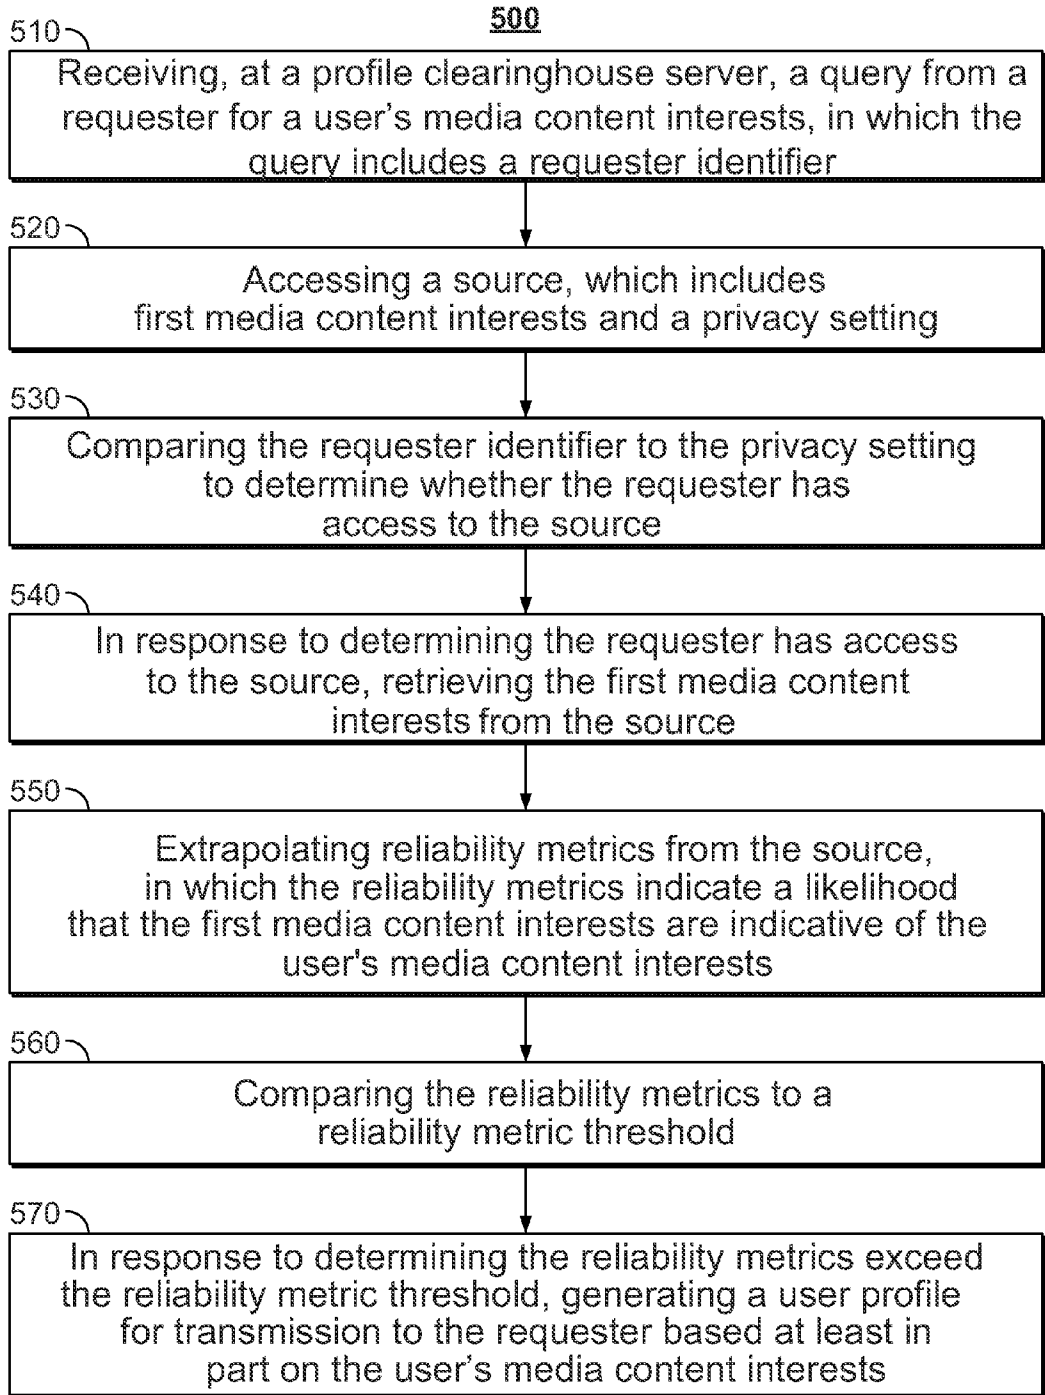 500
510
Receiving, at a profile clearinghouse server, a query from a
requester for a user's media content interests, in which the
query includes a requester identifier
520
Accessing a source, which includes
first media content interests and a privacy setting
530
Comparing the requester identifier to the privacy setting
to determine whether the requester has
access to the source
540
In response to determining the requester has access
to the source, retrieving the first media content
interests from the source
550
Extrapolating reliability metrics from the source,
in which the reliability metrics indicate a likelihood
that the first media content interests are indicative of the
user's media content interests
560
Comparing the reliability metrics to a
reliability metric threshold
570
In response to determining the reliability metrics exceed
the reliability metric threshold, generating a user profile
for transmission to the requester based at least in
part on the user's media content interests